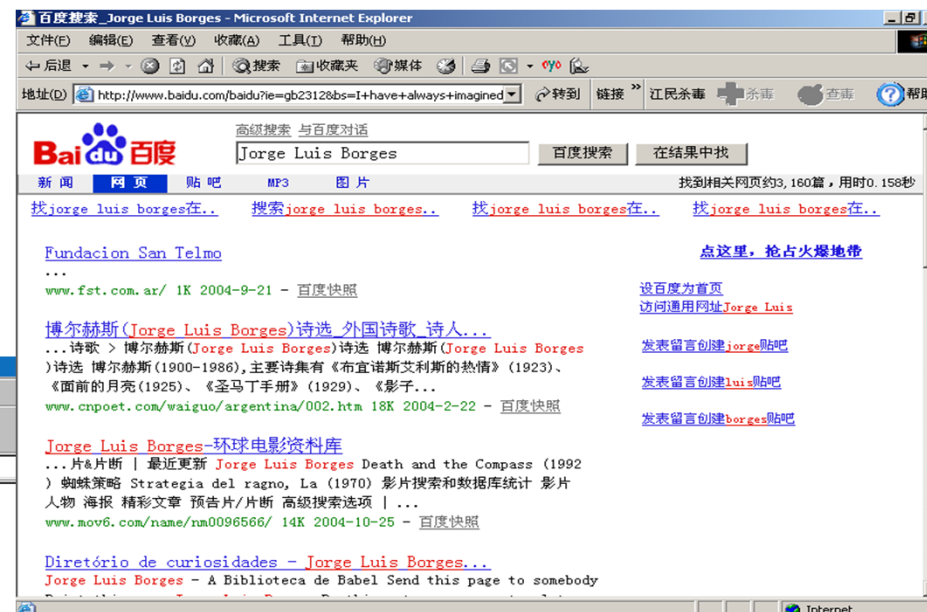 百度搜索_Jorge Luis Borges - Microsoft Internet Explorer
文件(F) 编辑(E) 查看(V) 收藏(A) 工具(T) 帮助(H)
后退 搜索 收藏夹 媒体
地址(D) http://www.baidu.com/baidu?ie=gb2312&bs=I+have+always+imagined 转到 链接 » 江民杀毒 杀毒 查毒 帮助
高级搜索 与百度对话
Bai du 百度 Jorge Luis Borges 百度搜索 在结果中找
新闻 网页 贴吧 MP3 图片 找到相关网页约3,160篇，用时0.158秒
找jorge luis borges在.. 搜索jorge luis borges.. 找jorge luis borges在.. 找jorge luis borges在..
Fundacion San Telmo
...
www.fst.com.ar/ 1K 2004-9-21 - 百度快照
博尔赫斯(Jorge Luis Borges)诗选_外国诗歌_诗人...
...诗歌 > 博尔赫斯(Jorge Luis Borges)诗选 博尔赫斯(Jorge Luis Borges
)诗选 博尔赫斯(1900-1986),主要诗集有《布宜诺斯艾利斯的热情》(1923)、
《面前的月亮(1925)、《圣马丁手册》(1929)、《影子...
www.cnpoet.com/waiguo/argentina/002.htm 18K 2004-2-22 - 百度快照
Jorge Luis Borges-环球电影资料库
...片&片断 | 最近更新 Jorge Luis Borges Death and the Compass (1992
) 蜘蛛策略 Strategia del ragno, La (1970) 影片搜索和数据库统计 影片
人物 海报 精彩文章 预告片/片断 高级搜索选项 | ...
www.mov6.com/name/nm0096566/ 14K 2004-10-25 - 百度快照
Diretório de curiosidades - Jorge Luis Borges...
Jorge Luis Borges - A Biblioteca de Babel Send this page to somebody
点这里，抢占火爆地带
设百度为首页
访问通用网址Jorge Luis
发表留言创建jorge贴吧
发表留言创建luis贴吧
发表留言创建borges贴吧
Internet